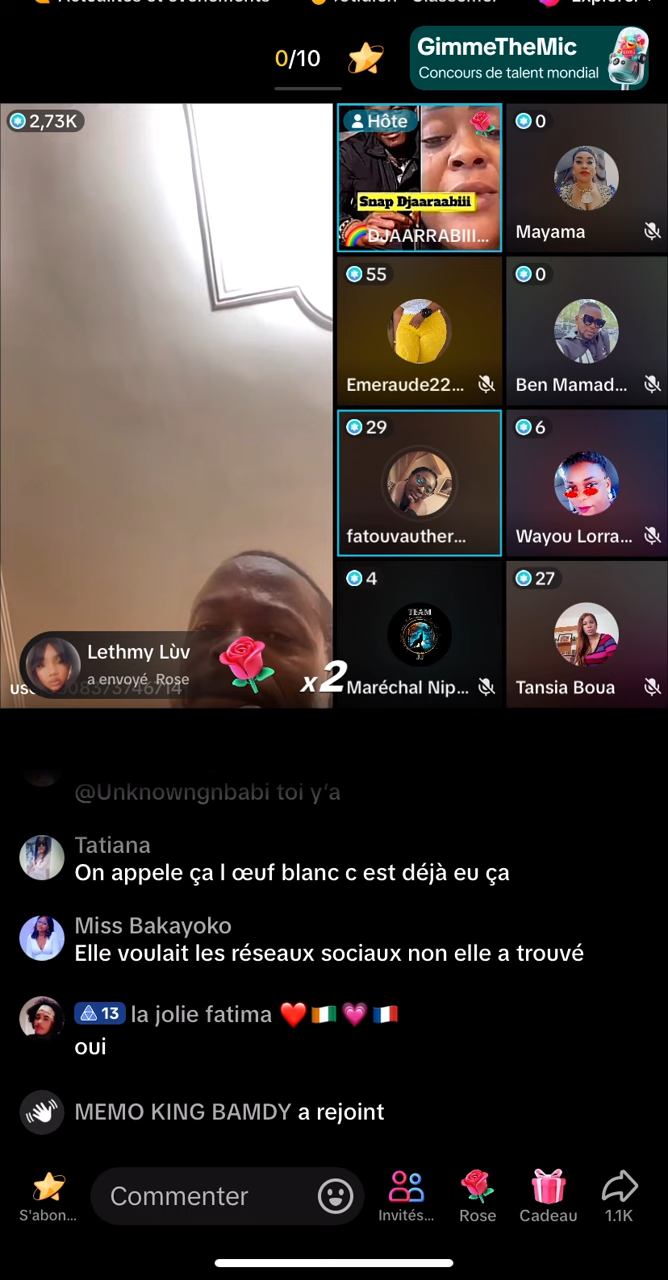 0/10
GimmeTheMic
Concours de talent mondial
2,73K
Hôte
Snap Djaaraabiii
DJAARRABIII...
0
Mayama
55
Emeraude22...
0
Ben Mamad...
29
fatouvauther...
6
Wayou Lorra...
4
TEAM
Maréchal Nip...
27
Tansia Boua
Lethmy Lùv
a envoyé Rose
x2
@Unknowngnbabi toi y'a
Tatiana
On appele ça l œuf blanc c est déjà eu ça
Miss Bakayoko
Elle voulait les réseaux sociaux non elle a trouvé
13 la jolie fatima ❤️🇨🇮💗🇫🇷
oui
MEMO KING BAMDY a rejoint
S'abon...
Commenter
Invités...
Rose
Cadeau
1.1K